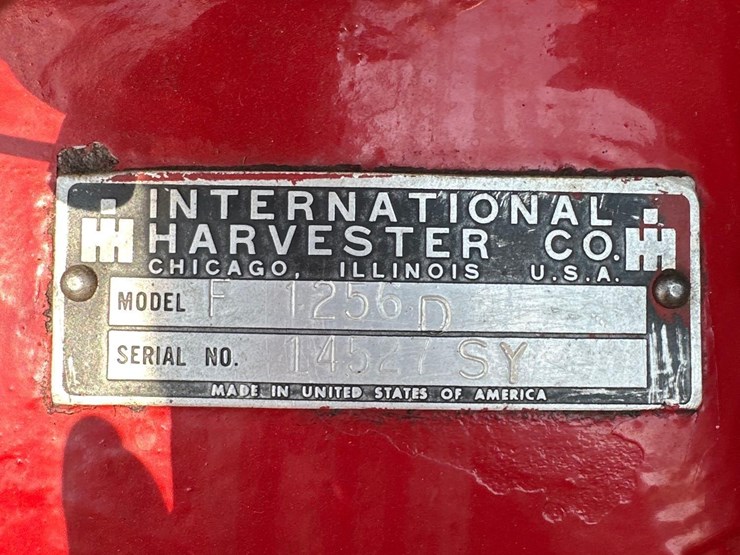 INTERNATIONAL
HARVESTER CO.
CHICAGO, ILLINOIS U.S.A.
MODEL F 1256 D
SERIAL NO. 14527 SY
MADE IN UNITED STATES OF AMERICA